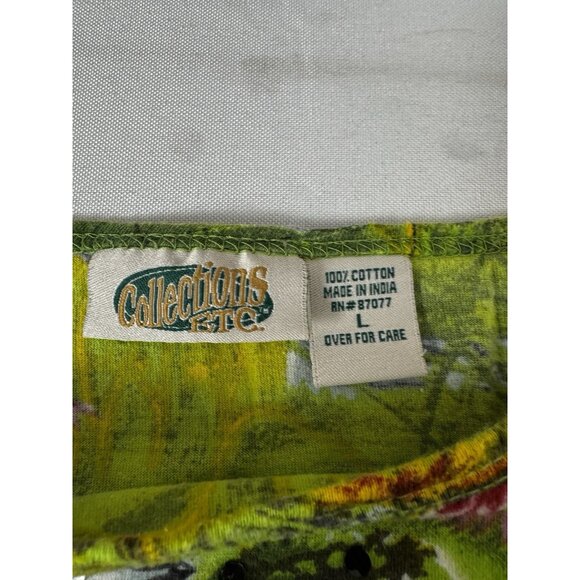 Collections
ETC.
100% COTTON
MADE IN INDIA
RN#87077
L
OVER FOR CARE